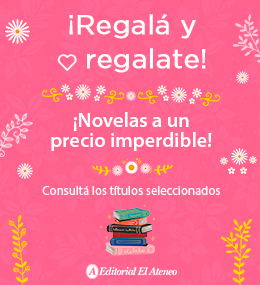 ¡Regalá y
regalate!
¡Novelas a un
precio imperdible!
Consultá los títulos seleccionados
A Editorial El Ateneo